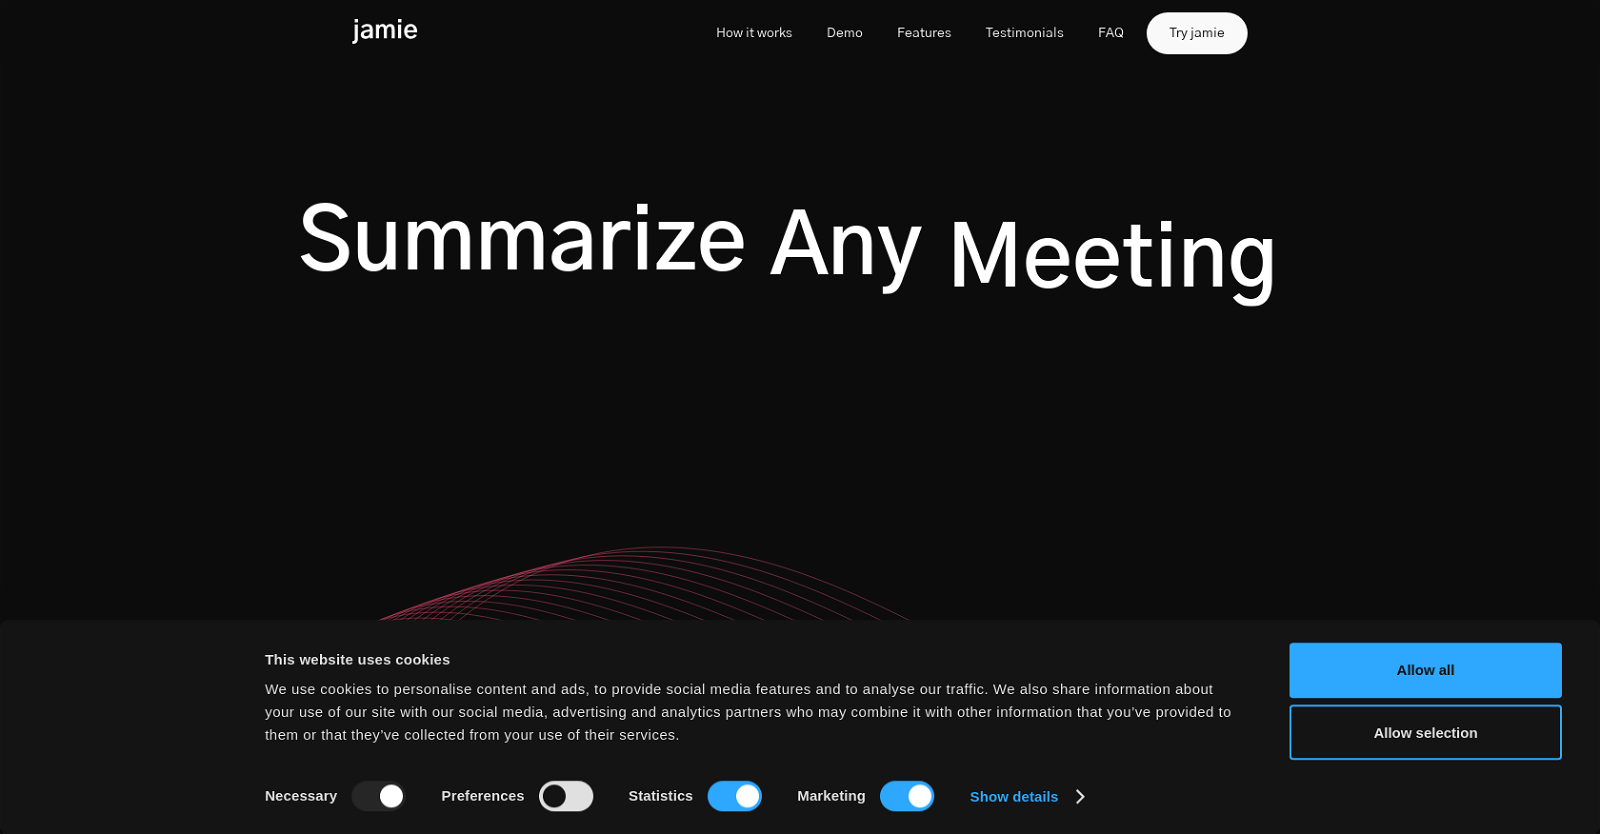 jamie
How it works Demo Features Testimonials FAQ Try jamie
Summarize Any Meeting
This website uses cookies
We use cookies to personalise content and ads, to provide social media features and to analyse our traffic. We also share information about
your use of our site with our social media, advertising and analytics partners who may combine it with other information that you've provided to
them or that they've collected from your use of their services.
Allow all
Allow selection
Necessary Preferences Statistics Marketing Show details